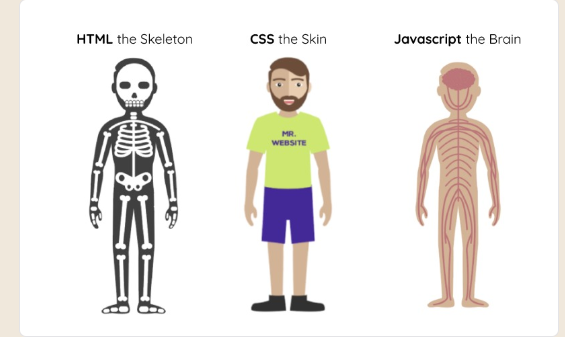 HTML the Skeleton
CSS the Skin
Javascript the Brain
MR.
WEBSITE